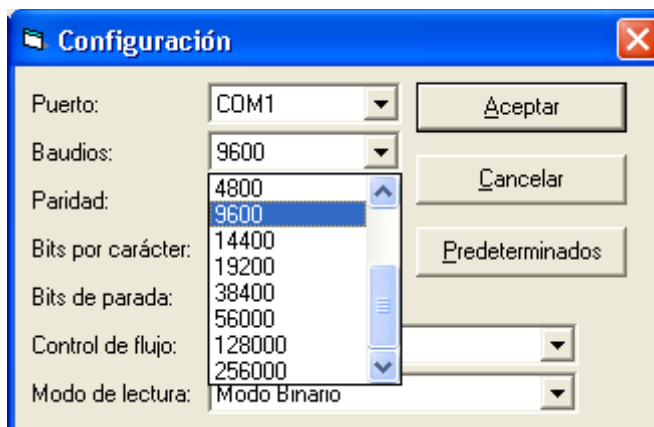 Configuración
Puerto: COM1 Aceptar
Baudios: 9600
4800 Cancelar
Paridad: 9600
14400
Bits por carácter: 19200 Predeterminados
Bits de parada: 38400
56000
Control de flujo: 128000
256000
Modo de lectura: Modo Binario